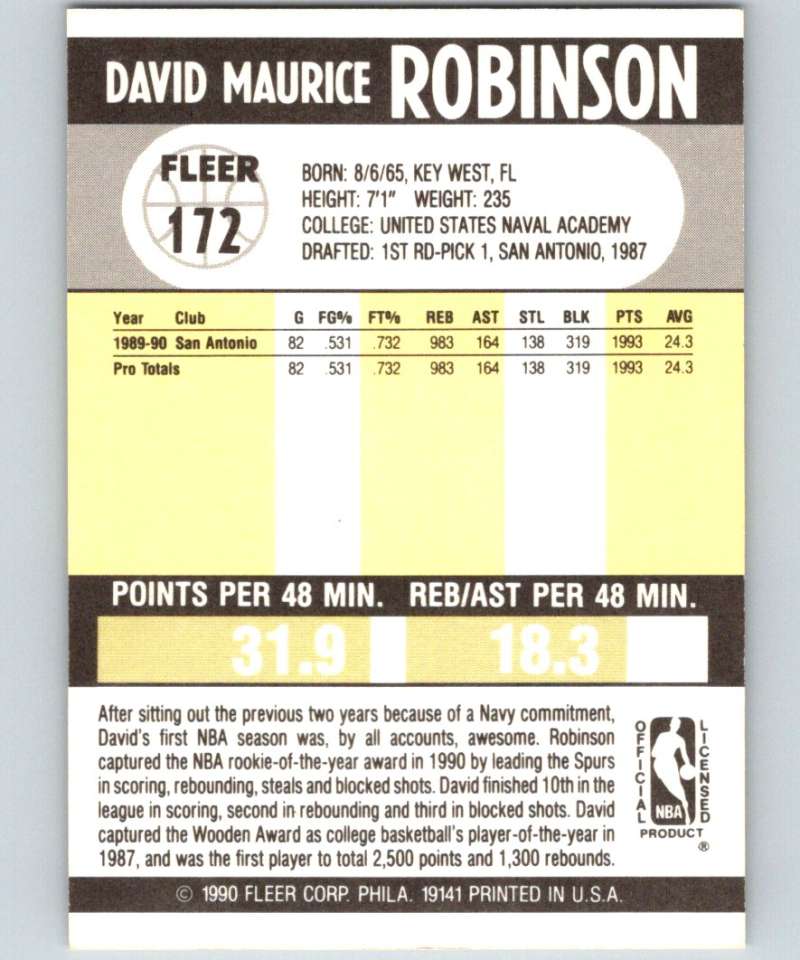 DAVID MAURICE ROBINSON
FLEER
172
BORN: 8/6/65, KEY WEST, FL
HEIGHT: 7'1" WEIGHT: 235
COLLEGE: UNITED STATES NAVAL ACADEMY
DRAFTED: 1ST RD-PICK 1, SAN ANTONIO, 1987
Year Club G FG% FT% REB AST STL BLK PTS AVG
1989-90 San Antonio 82 .531 .732 983 164 138 319 1993 24.3
Pro Totals 82 .531 .732 983 164 138 319 1993 24.3
POINTS PER 48 MIN. REB/AST PER 48 MIN.
31.9 18.3
After sitting out the previous two years because of a Navy commitment,
David's first NBA season was, by all accounts, awesome. Robinson
captured the NBA rookie-of-the-year award in 1990 by leading the Spurs
in scoring, rebounding, steals and blocked shots. David finished 10th in the
league in scoring, second in rebounding and third in blocked shots. David
captured the Wooden Award as college basketball's player-of-the-year in
1987, and was the first player to total 2,500 points and 1,300 rebounds.
OFFICIAL
LICENSED
NBA
PRODUCT
®
© 1990 FLEER CORP. PHILA. 19141 PRINTED IN U.S.A.